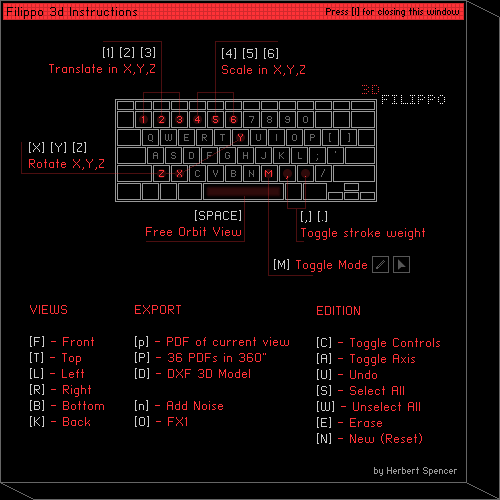 Filippo 3d Instructions
Press [i] for closing this window
[1] [2] [3]
Translate in X,Y,Z
[4] [5] [6]
Scale in X,Y,Z
3D
FILIPPO
1 2 3 4 5 6 7 8 9 0
Q W E R T Y U I O P [ ]
A S D F G H J K L ; '
Z X C V B N M , . /
[X] [Y] [Z]
Rotate X,Y,Z
[SPACE]
Free Orbit View
[,] [.]
Toggle stroke weight
[M] Toggle Mode
VIEWS
[F] - Front
[T] - Top
[L] - Left
[R] - Right
[B] - Bottom
[K] - Back
EXPORT
[p] - PDF of current view
[P] - 36 PDFs in 360°
[D] - DXF 3D Model
[n] - Add Noise
[O] - FX1
EDITION
[C] - Toggle Controls
[A] - Toggle Axis
[U] - Undo
[S] - Select All
[W] - Unselect All
[E] - Erase
[N] - New (Reset)
by Herbert Spencer